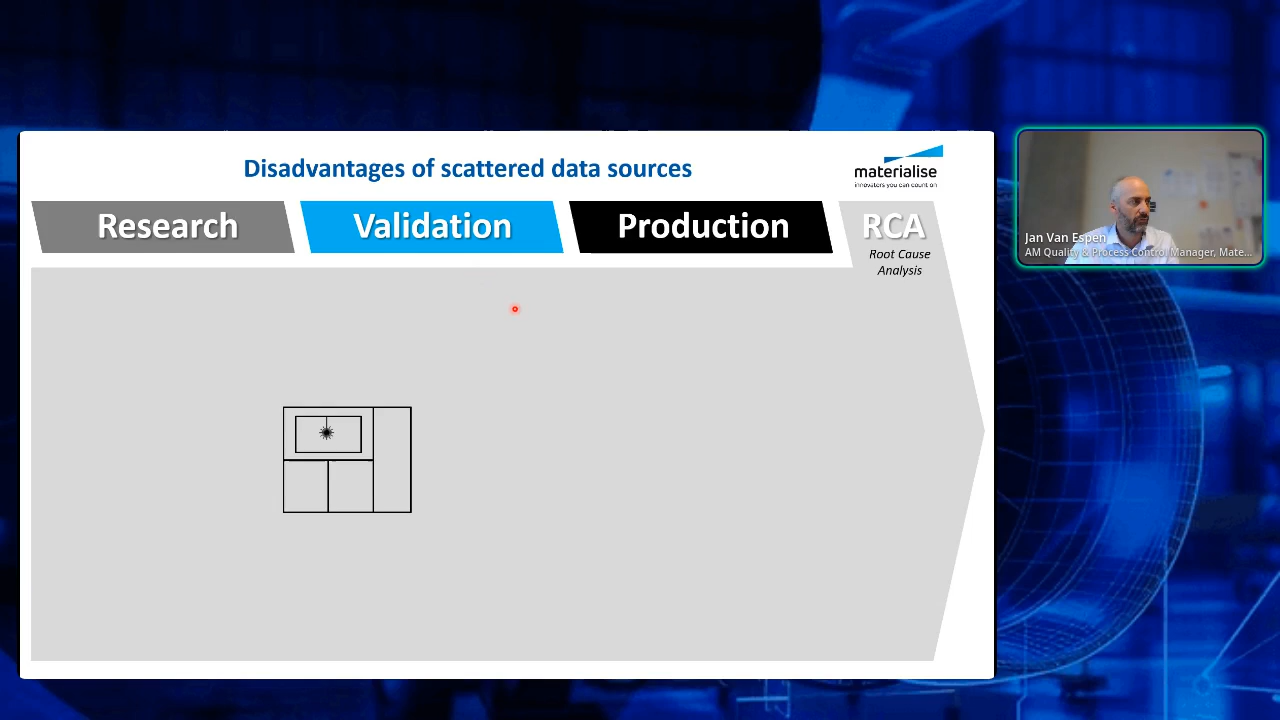 Disadvantages of scattered data sources
materialise
innovators you can count on
Research
Validation
Production
RCA
Root Cause
Analysis
Jan Van Espen
AM Quality & Process Control Manager, Mate...